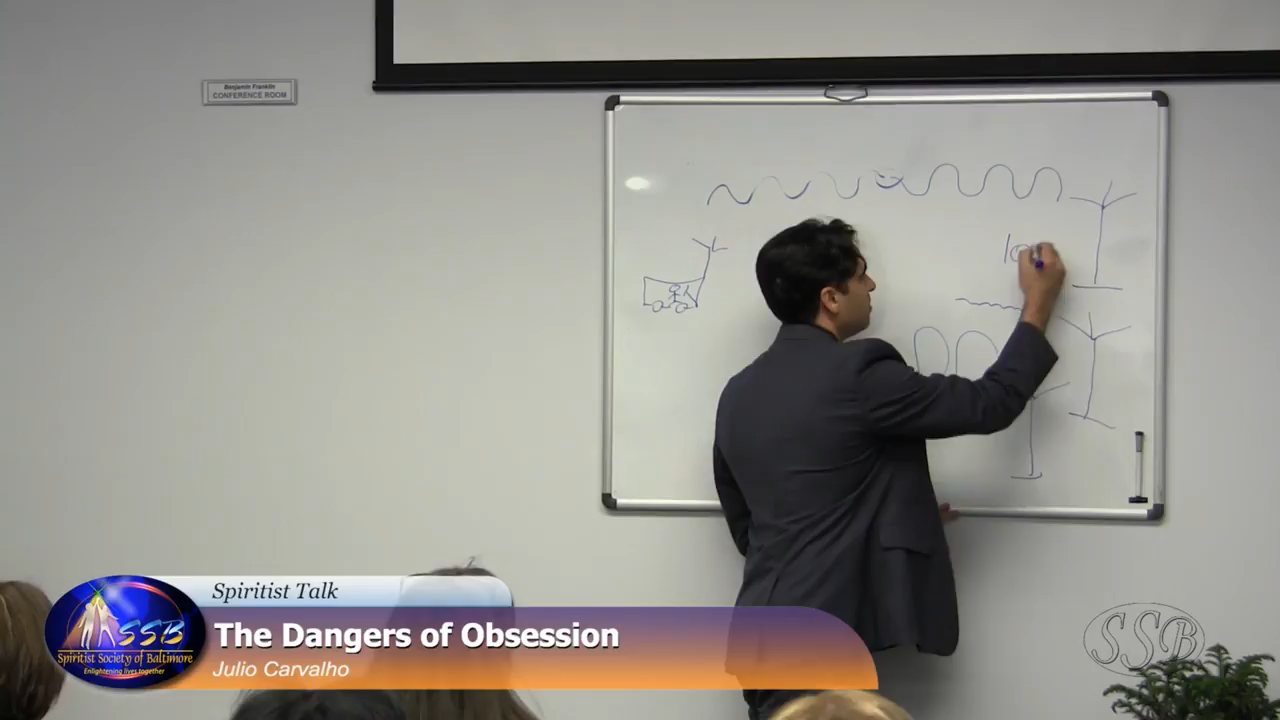 Benjamin Franklin
CONFERENCE ROOM
10
Spiritist Talk
The Dangers of Obsession
Julio Carvalho
SSB
Spiritist Society of Baltimore
Enlightening lives together
SSB